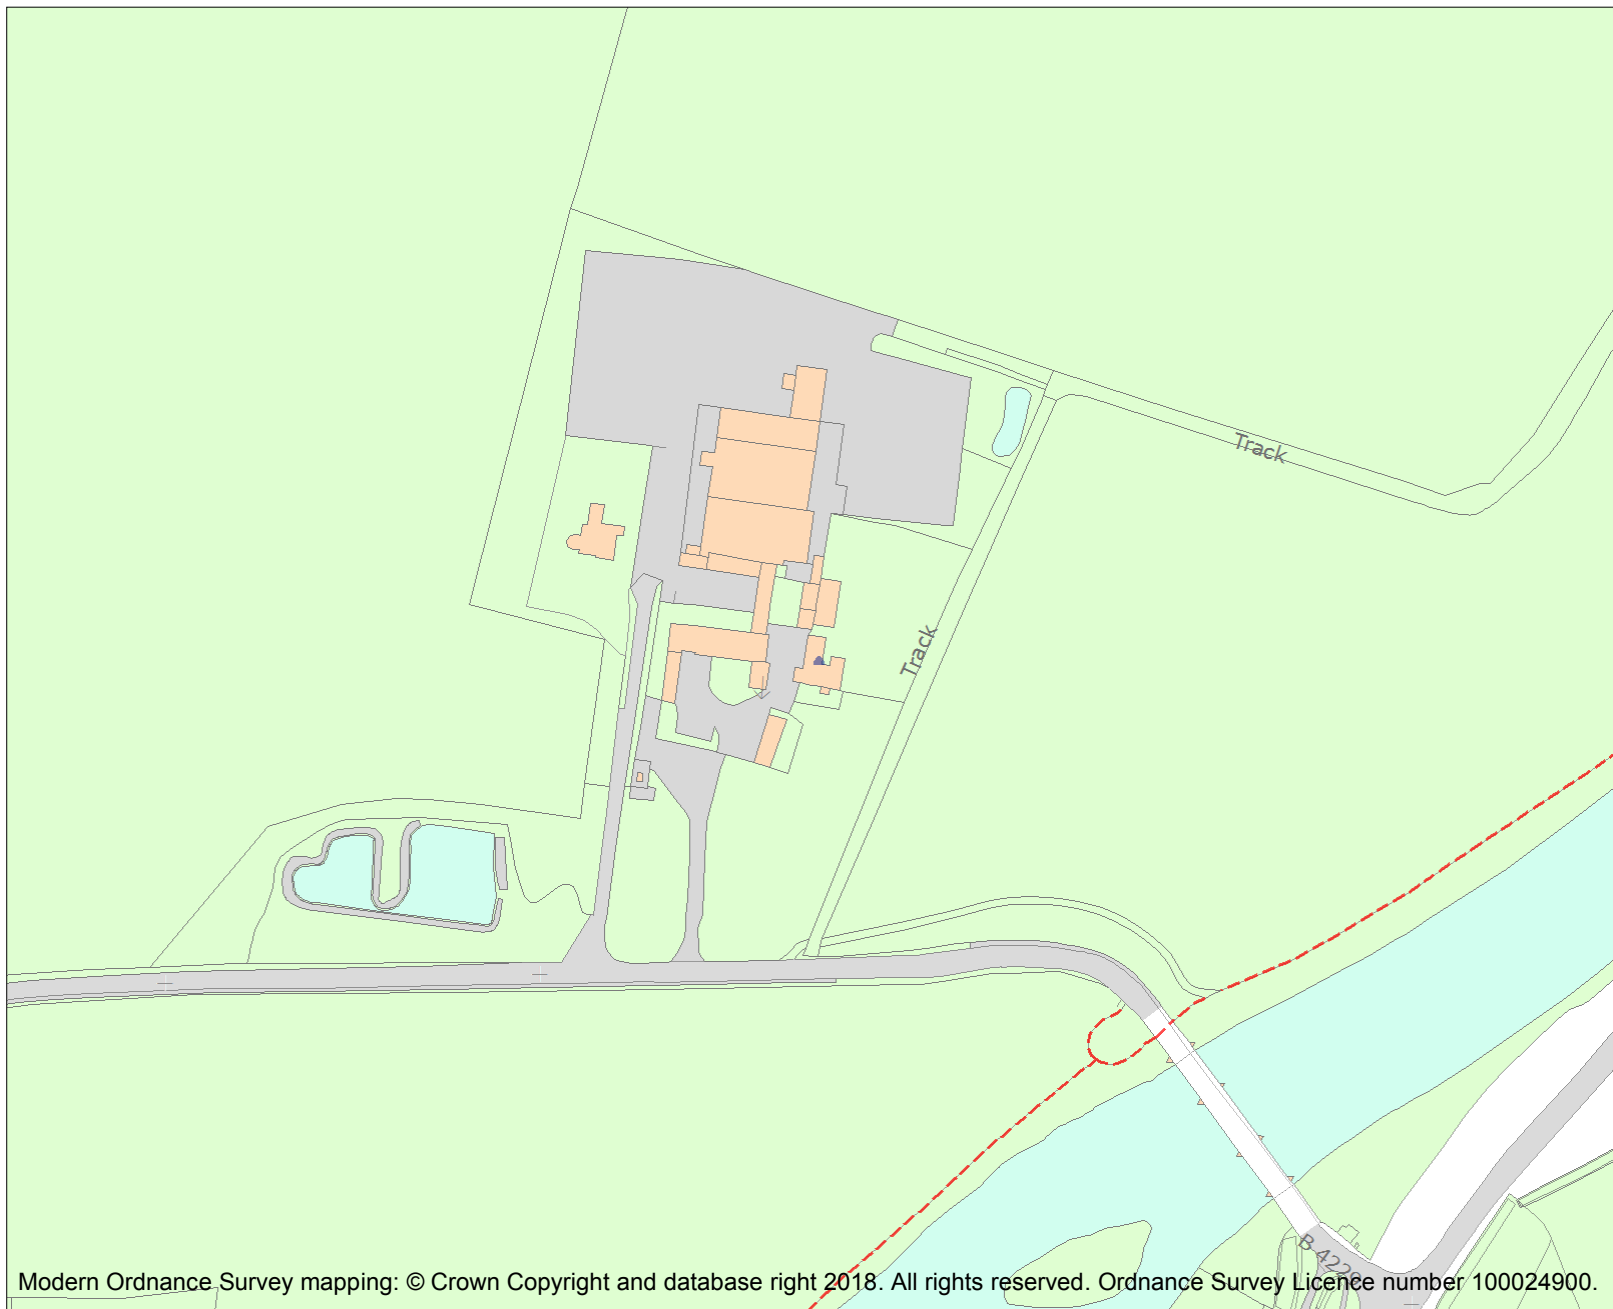 Track
Track
B 4229
Modern Ordnance Survey mapping: © Crown Copyright and database right 2018. All rights reserved. Ordnance Survey Licence number 100024900.